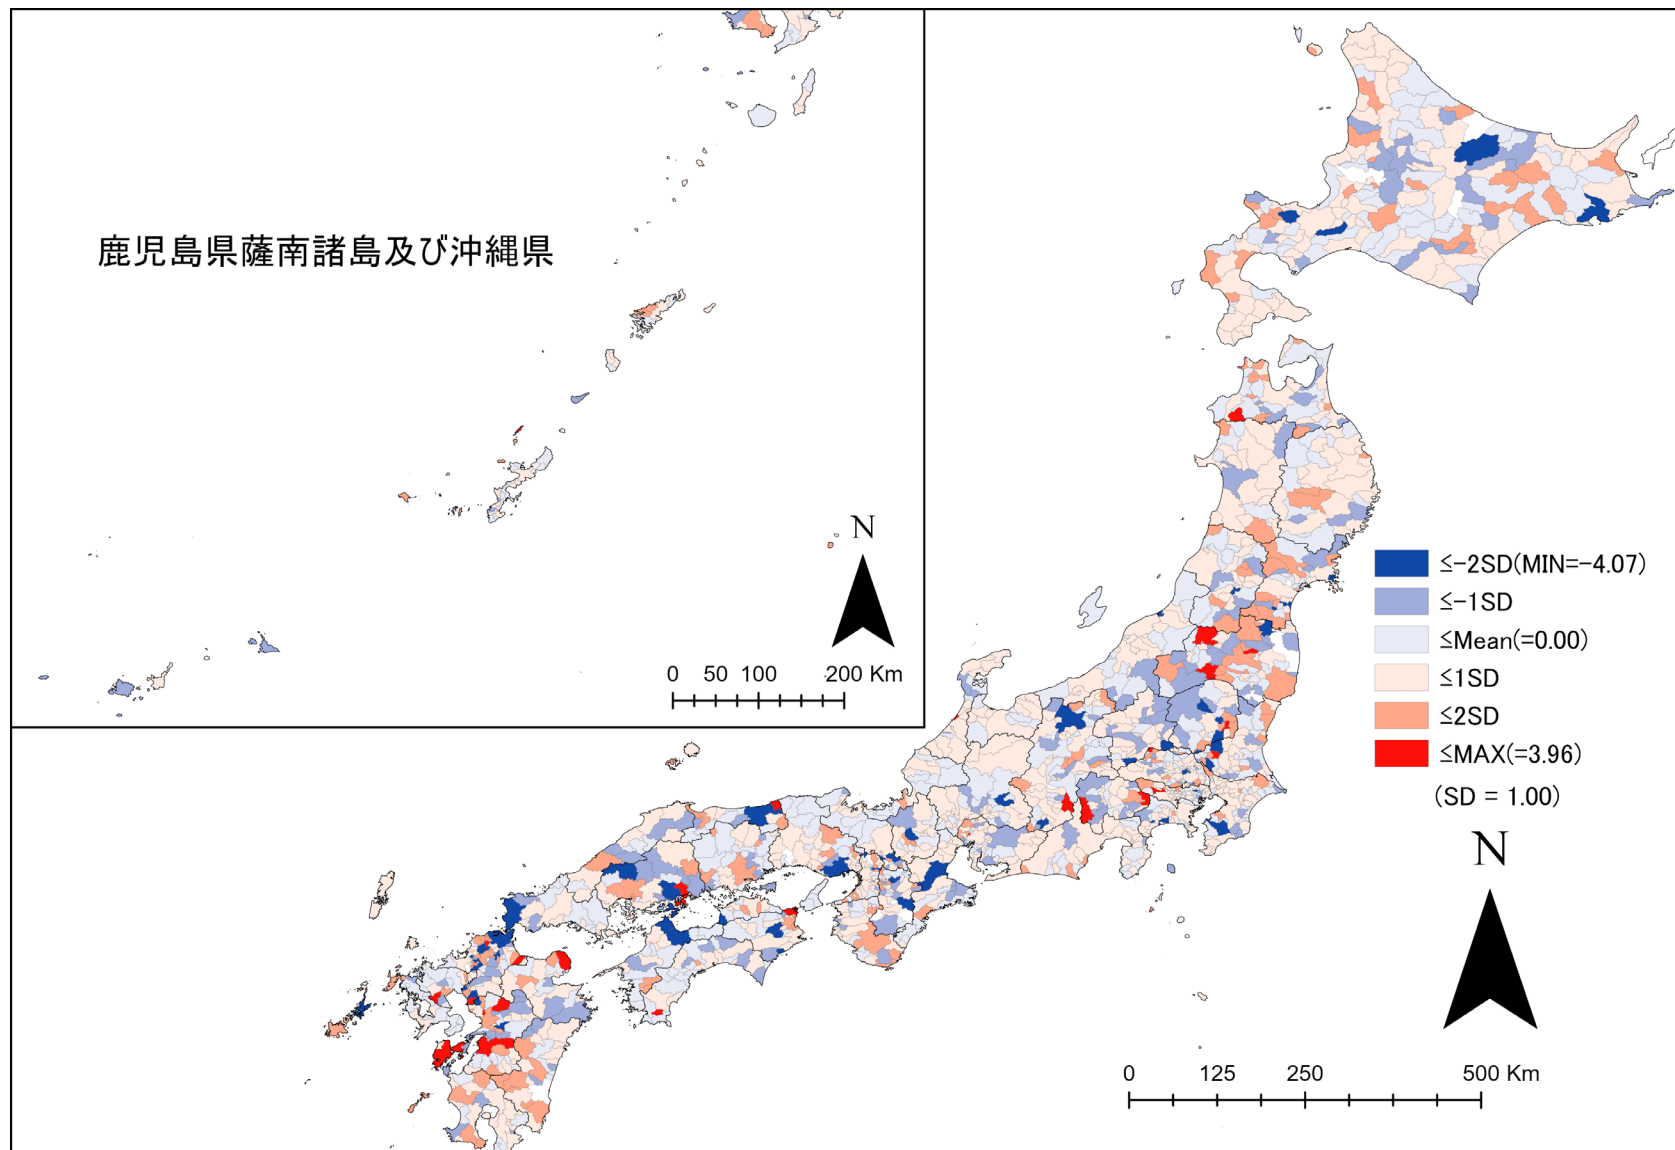 鹿児島県薩南諸島及び沖縄県
N
0 50 100 200 Km
≤-2SD(MIN=-4.07)
≤-1SD
≤Mean(=0.00)
≤1SD
≤2SD
≤MAX(=3.96)
(SD = 1.00)
N
0 125 250 500 Km